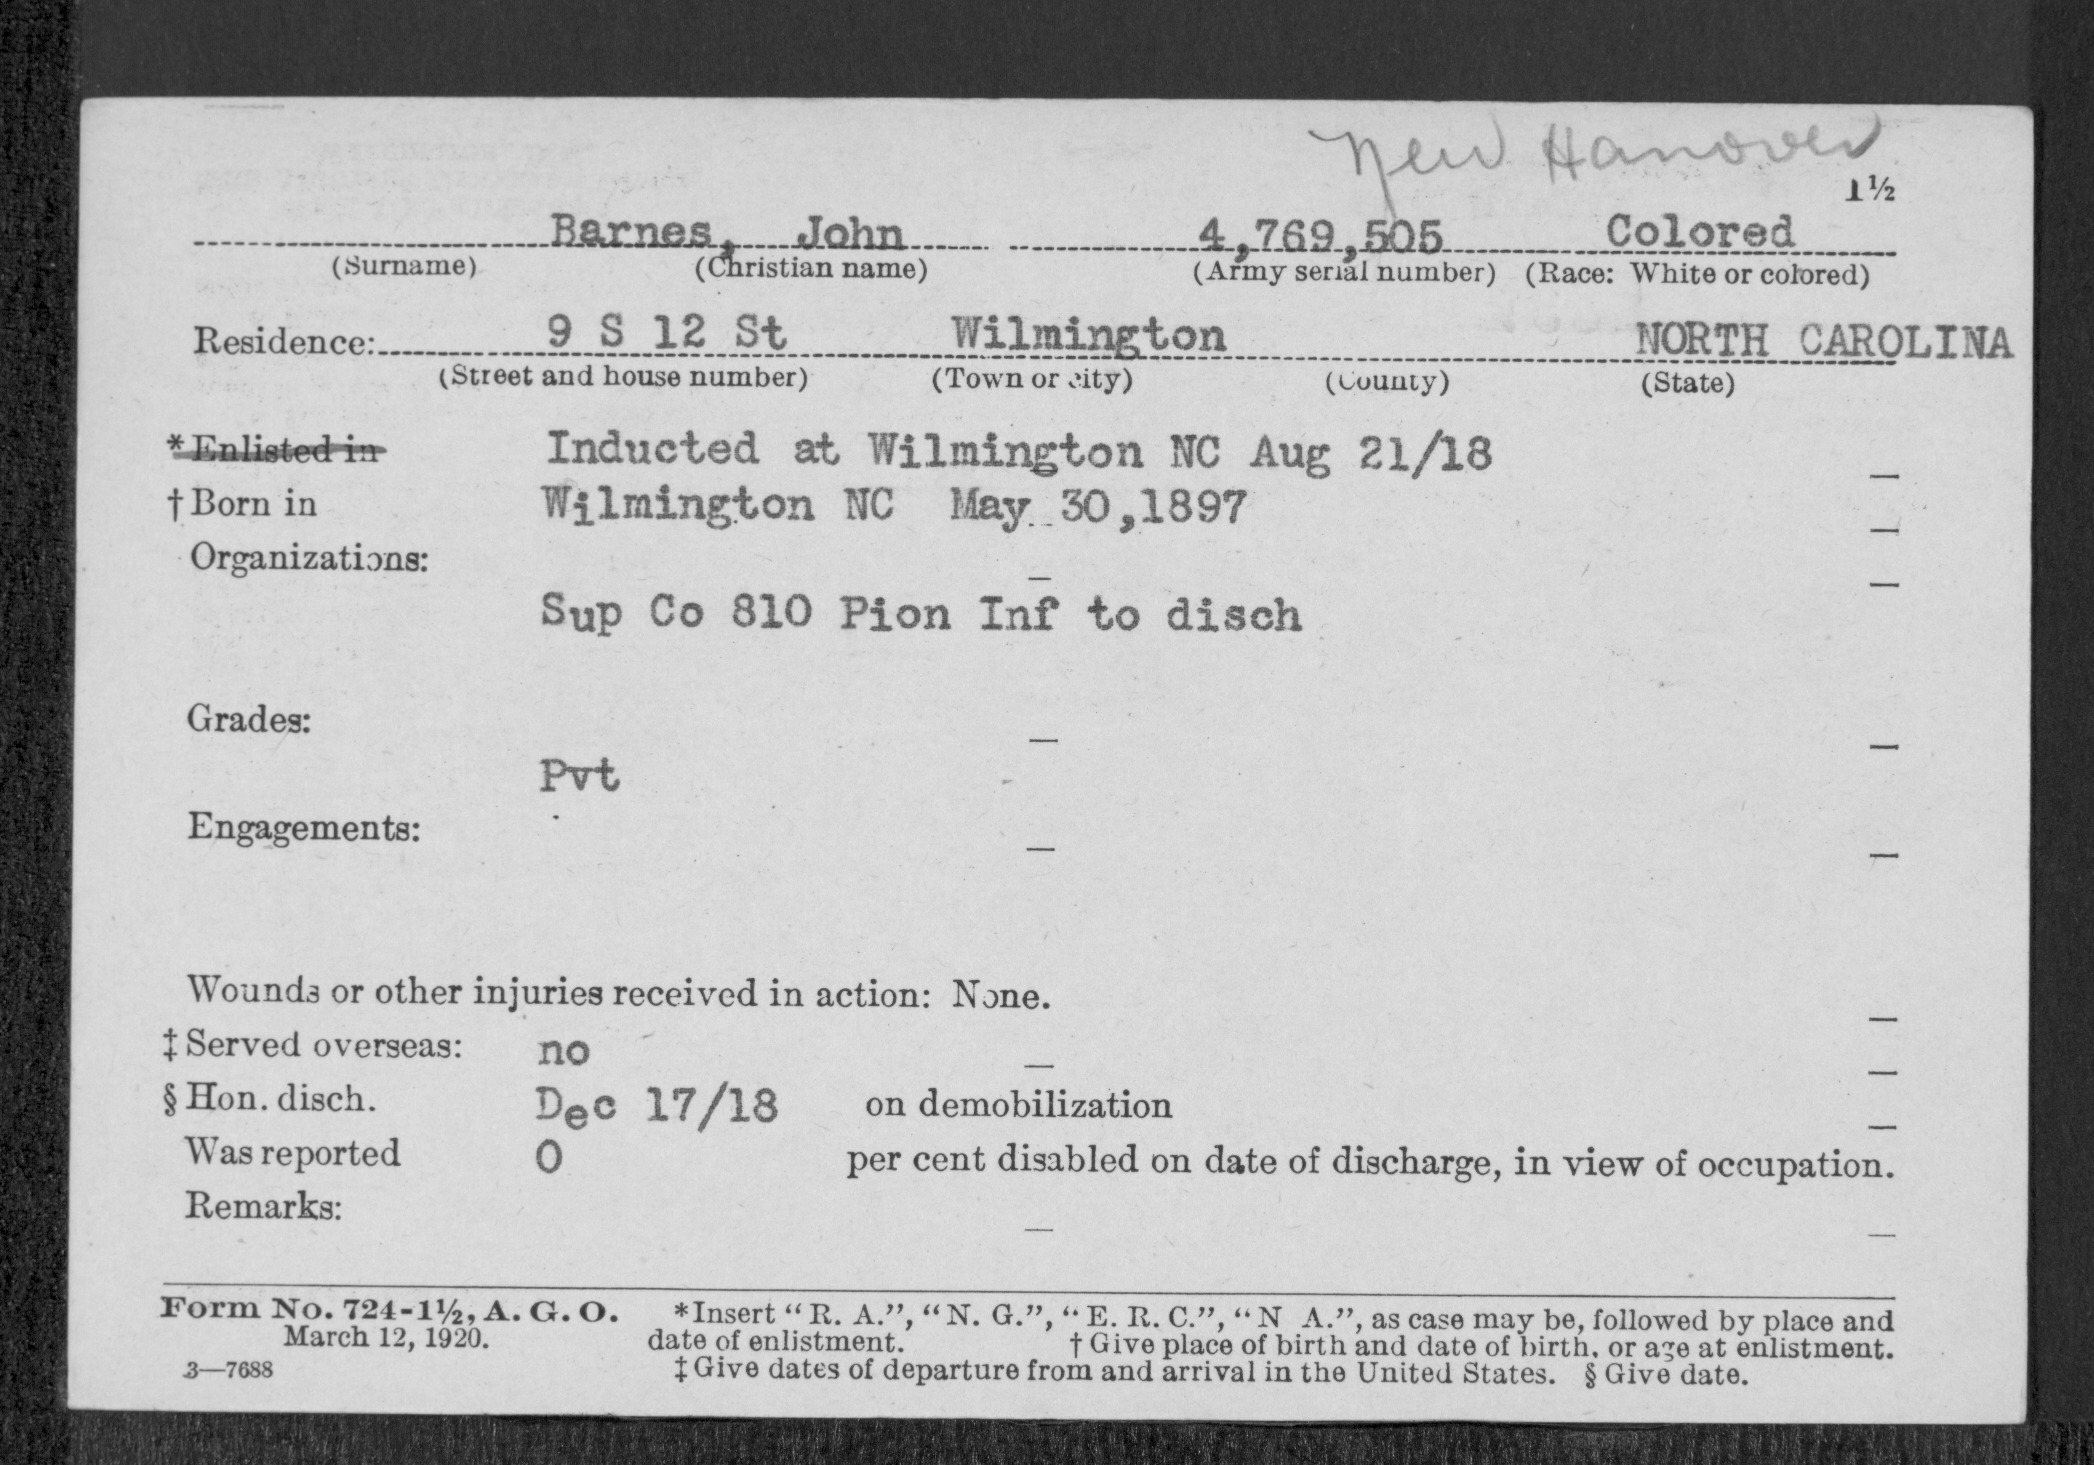 New Hanover
1½
Barnes, John 4,769,505 Colored
(Surname) (Christian name) (Army serial number) (Race: White or colored)
Residence: 9 S 12 St Wilmington NORTH CAROLINA
(Street and house number) (Town or city) (County) (State)
*Enlisted in Inducted at Wilmington NC Aug 21/18
†Born in Wilmington NC May 30,1897
Organizations:
Sup Co 810 Pion Inf to disch
Grades:
Pvt
Engagements:
Wounds or other injuries received in action: None.
‡Served overseas: no
§Hon. disch. Dec 17/18 on demobilization
Was reported 0 per cent disabled on date of discharge, in view of occupation.
Remarks:
Form No. 724-1½, A. G. O. *Insert “R. A.”, “N. G.”, “E. R. C.”, “N A.”, as case may be, followed by place and
March 12, 1920. date of enlistment. †Give place of birth and date of birth, or age at enlistment.
3—7688 ‡Give dates of departure from and arrival in the United States. §Give date.